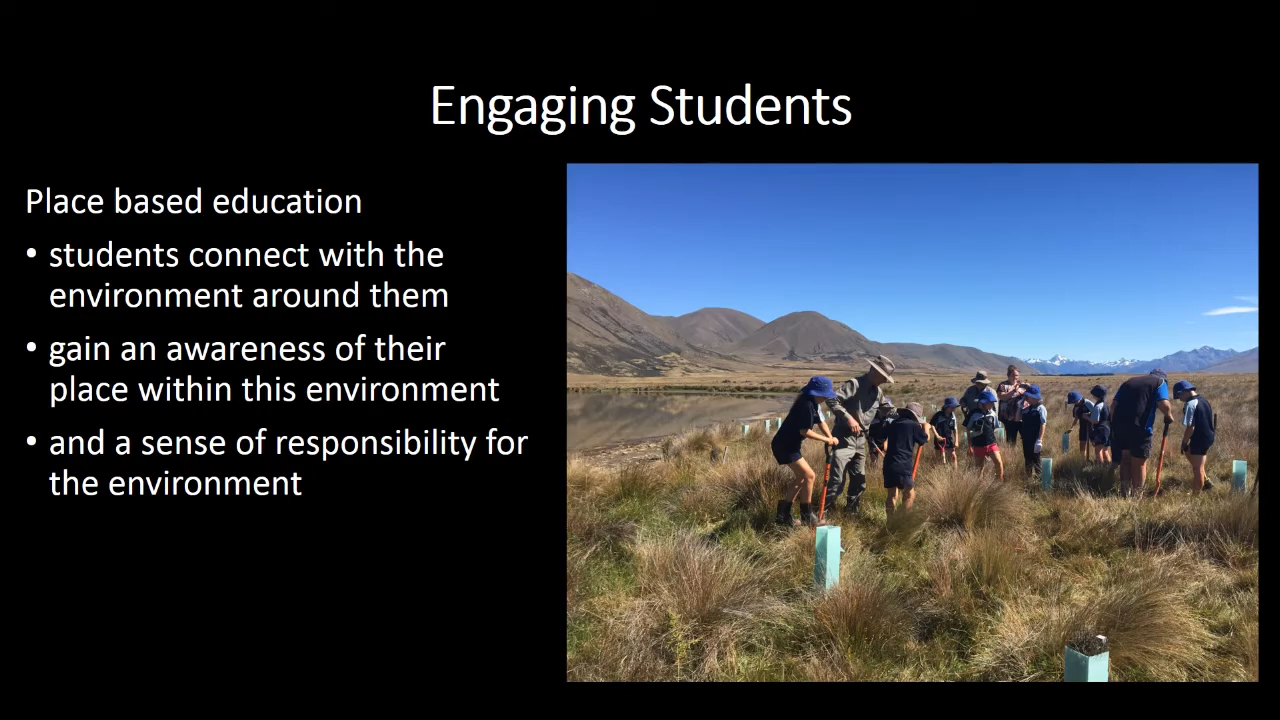 Engaging Students
Place based education
• students connect with the
environment around them
• gain an awareness of their
place within this environment
• and a sense of responsibility for
the environment